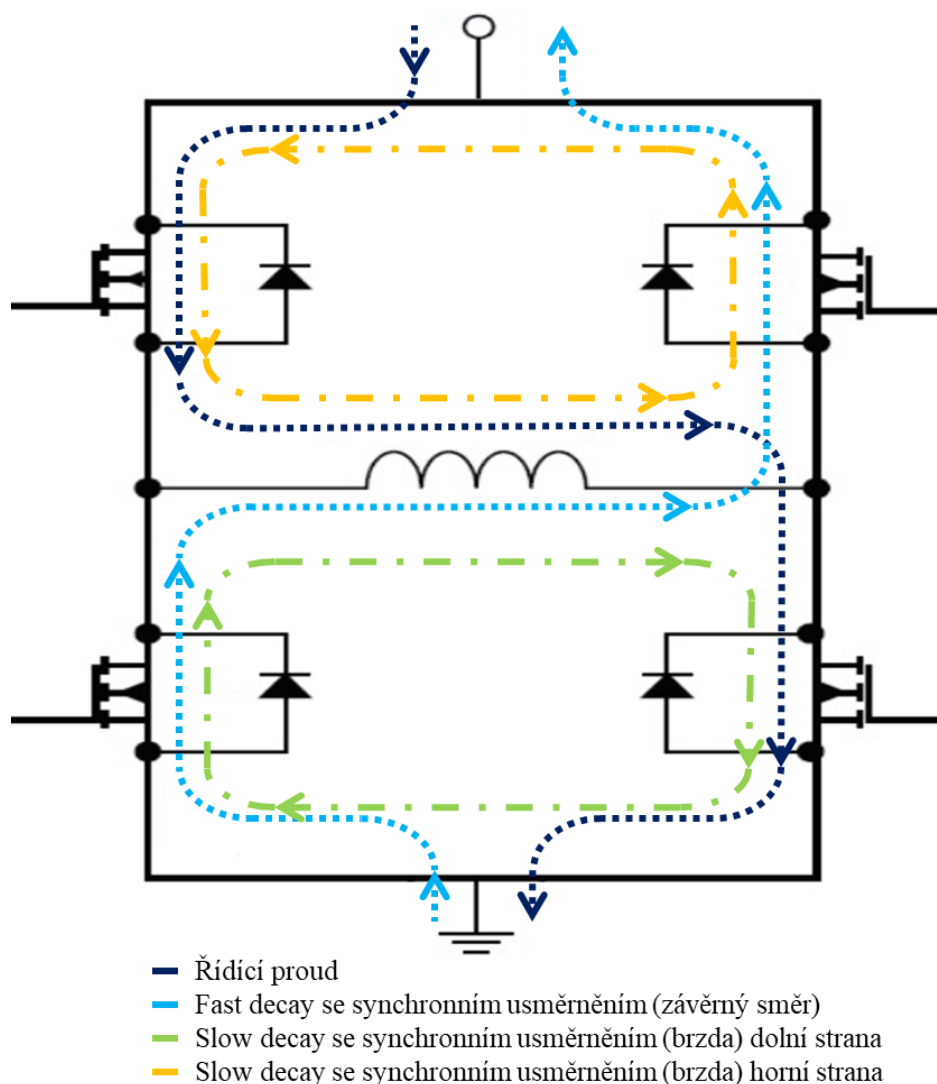 Řídící proud
Fast decay se synchronním usměrněním (závěrný směr)
Slow decay se synchronním usměrněním (brzda) dolní strana
Slow decay se synchronním usměrněním (brzda) horní strana